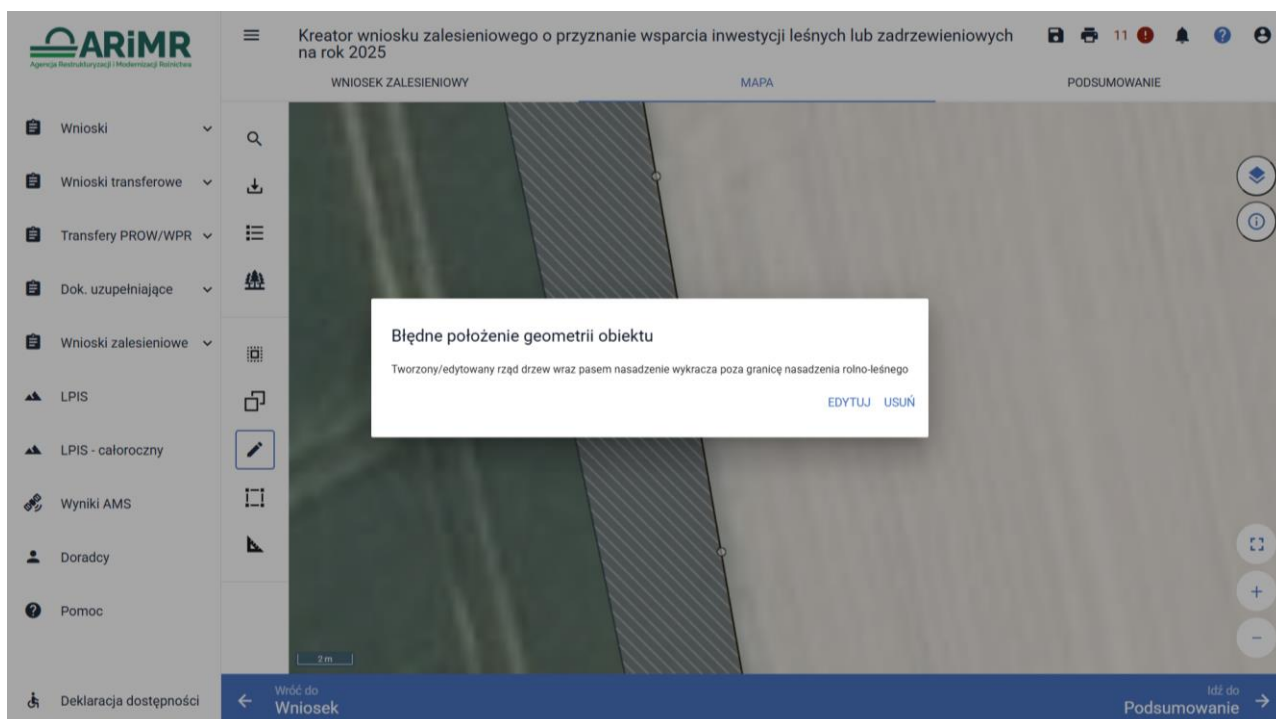 ARiMR
Agencja Restrukturyzacji i Modernizacji Rolnictwa
Kreator wniosku zalesieniowego o przyznanie wsparcia inwestycji leśnych lub zadrzewieniowych
na rok 2025
11
WNIOSEK ZALESIENIOWY
MAPA
PODSUMOWANIE
Wnioski
Wnioski transferowe
Transfery PROW/WPR
Dok. uzupełniające
Wnioski zalesieniowe
LPIS
LPIS - całoroczny
Wyniki AMS
Doradcy
Pomoc
Deklaracja dostępności
Błędne położenie geometrii obiektu
Tworzony/edytowany rząd drzew wraz pasem nasadzenie wykracza poza granicę nasadzenia rolno-leśnego
EDYTUJ USUŃ
2 m
Wróć do
Wniosek
Idź do
Podsumowanie